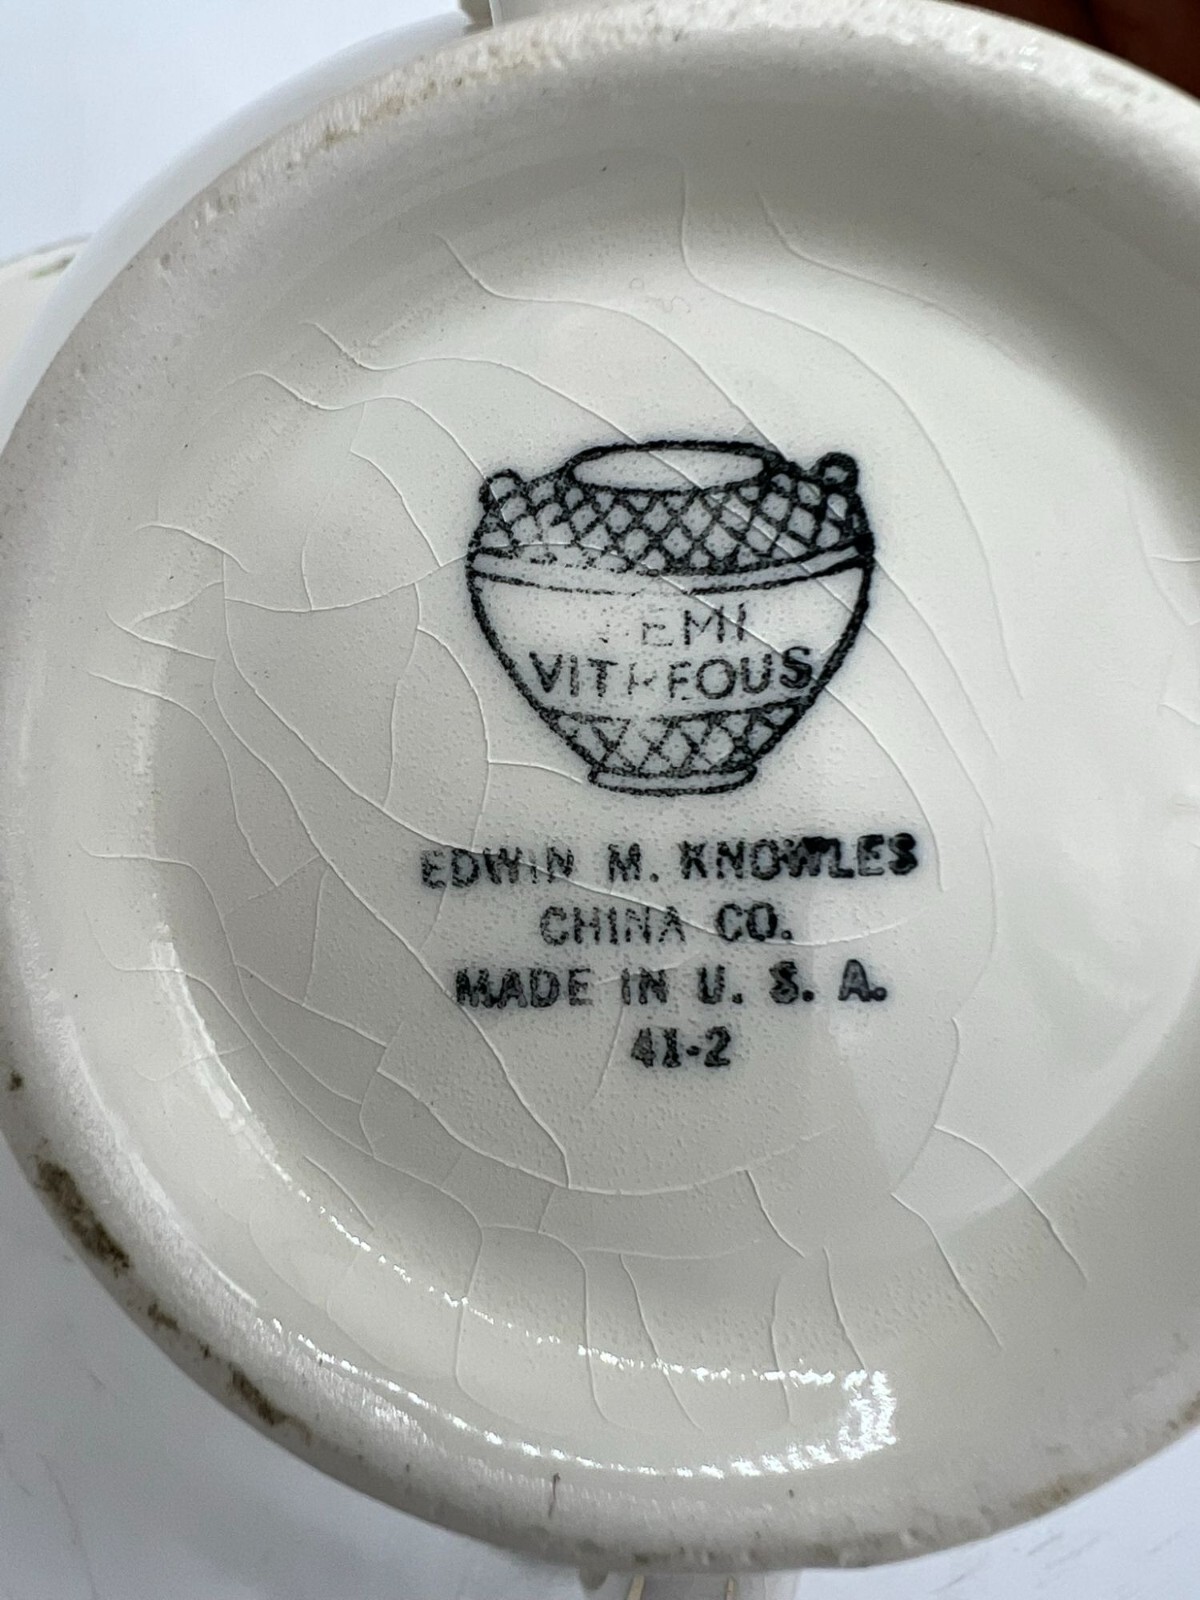 SEMI
VITREOUS
EDWIN M. KNOWLES
CHINA CO.
MADE IN U. S. A.
41-2